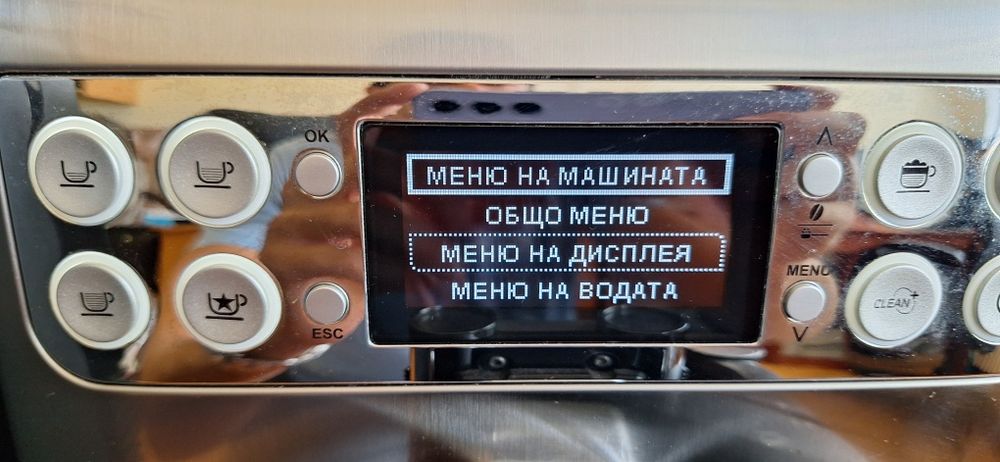 OK
ESC
МЕНЮ НА МАШИНАТА
ОБЩО МЕНЮ
МЕНЮ НА ДИСПЛЕЯ
МЕНЮ НА ВОДАТА
MENU
CLEAN+